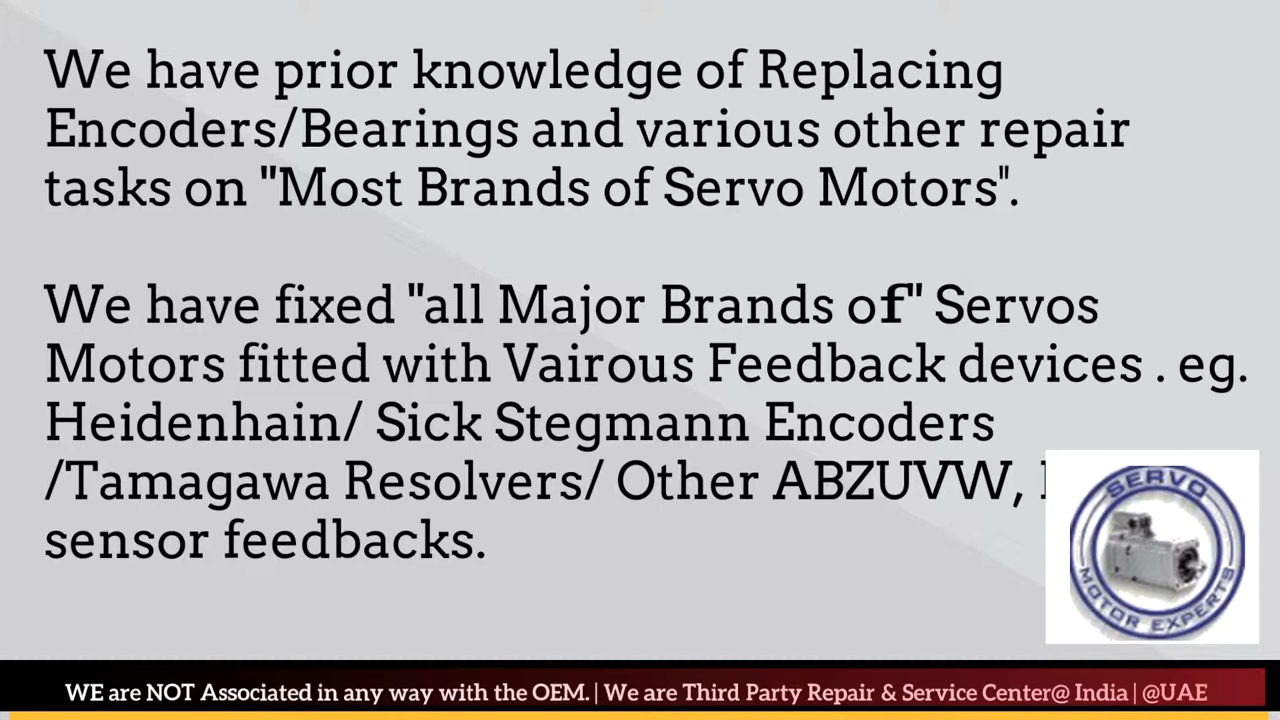 We have prior knowledge of Replacing
Encoders/Bearings and various other repair
tasks on "Most Brands of Servo Motors".
We have fixed "all Major Brands of" Servos
Motors fitted with Vairous Feedback devices . eg.
Heidenhain/ Sick Stegmann Encoders
/Tamagawa Resolvers/ Other ABZUVW,
sensor feedbacks.
SERVO
MOTOR EXPERTS
WE are NOT Associated in any way with the OEM. | We are Third Party Repair & Service Center@ India | @UAE